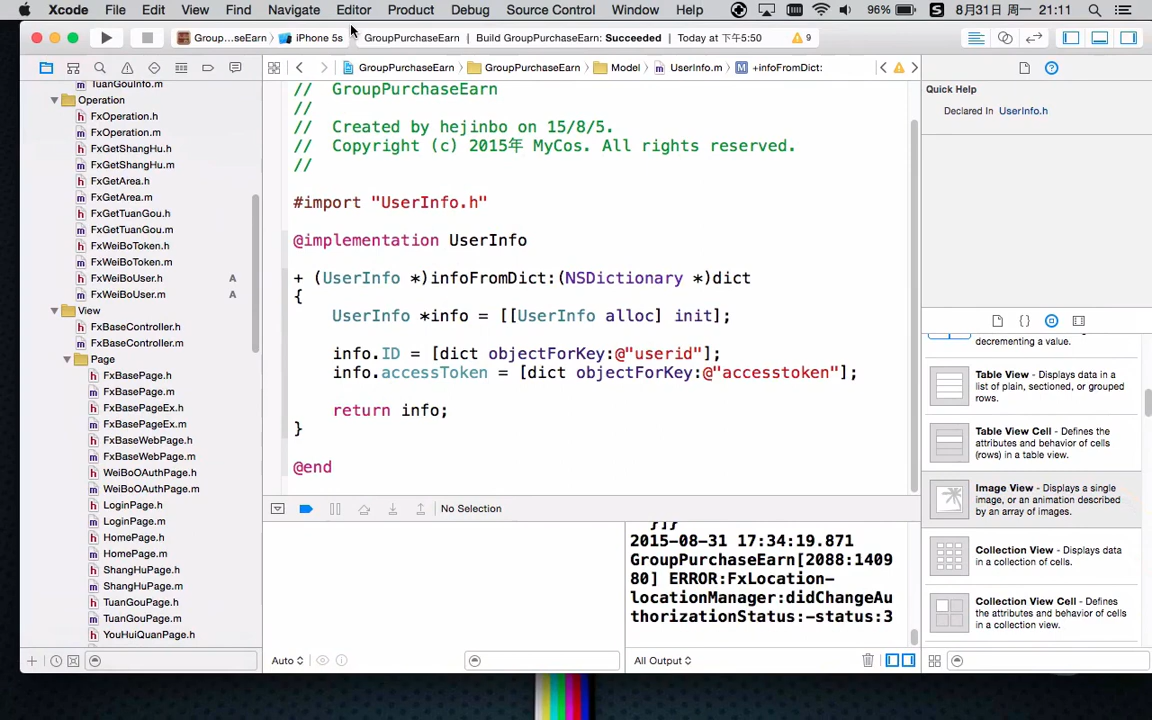 Xcode File Edit View Find Navigate Editor Product Debug Source Control Window Help 96% 8月31日 周一 21:11
Group...seEarn iPhone 5s GroupPurchaseEarn | Build GroupPurchaseEarn: Succeeded | Today at 下午5:50 9
GroupPurchaseEarn GroupPurchaseEarn Model UserInfo.m M +infoFromDict:
TuanGouInfo.m
Operation
FxOperation.h
FxOperation.m
FxGetShangHu.h
FxGetShangHu.m
FxGetArea.h
FxGetArea.m
FxGetTuanGou.h
FxGetTuanGou.m
FxWeiBoToken.h
FxWeiBoToken.m
FxWeiBoUser.h A
FxWeiBoUser.m A
View
FxBaseController.h
FxBaseController.m
Page
FxBasePage.h
FxBasePage.m
FxBasePageEx.h
FxBasePageEx.m
FxBaseWebPage.h
FxBaseWebPage.m
WeiBoOAuthPage.h
WeiBoOAuthPage.m
LoginPage.h
LoginPage.m
HomePage.h
HomePage.m
ShangHuPage.h
ShangHuPage.m
TuanGouPage.h
TuanGouPage.m
YouHuiQuanPage.h
// GroupPurchaseEarn
//
// Created by hejinbo on 15/8/5.
// Copyright (c) 2015年 MyCos. All rights reserved.
//
#import "UserInfo.h"
@implementation UserInfo
+ (UserInfo *)infoFromDict:(NSDictionary *)dict
{
UserInfo *info = [[UserInfo alloc] init];
info.ID = [dict objectForKey:@"userid"];
info.accessToken = [dict objectForKey:@"accesstoken"];
return info;
}
@end
No Selection
}]}
2015-08-31 17:34:19.871
GroupPurchaseEarn[2088:1409
80] ERROR:FxLocation-
locationManager:didChangeAu
thorizationStatus:-status:3
Auto All Output
Quick Help
Declared In UserInfo.h
decrementing a value.
Table View - Displays data in a
list of plain, sectioned, or grouped
rows.
Table View Cell - Defines the
attributes and behavior of cells
(rows) in a table view.
Image View - Displays a single
image, or an animation described
by an array of images.
Collection View - Displays data
in a collection of cells.
Collection View Cell - Defines
the attributes and behavior of cells
in a collection view.